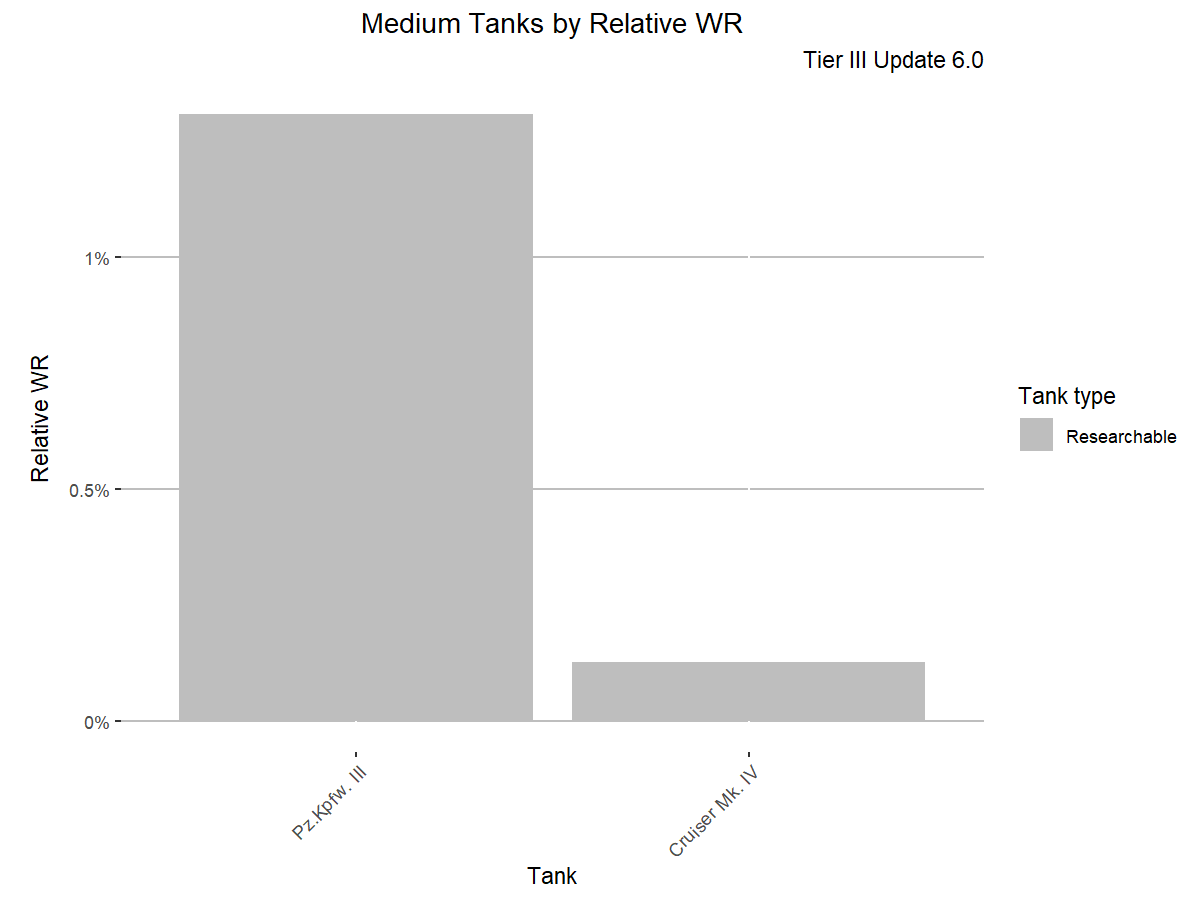 Medium Tanks by Relative WR
Tier III Update 6.0
1%
0.5%
0%
Relative WR
Pz.Kpfw. III
Cruiser Mk. IV
Tank
Tank type
Researchable